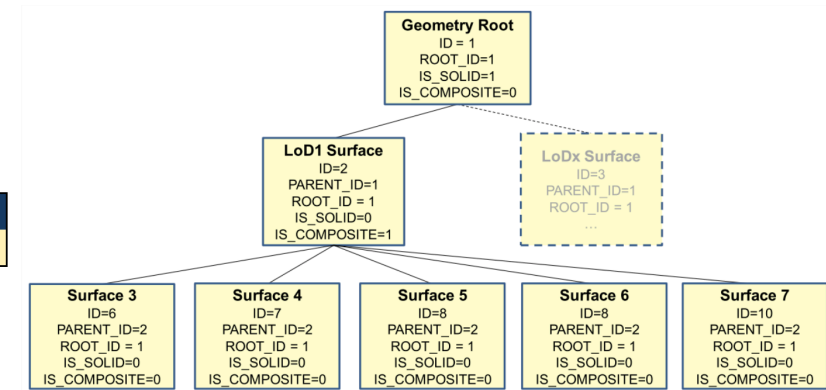 Geometry Root
ID = 1
ROOT_ID=1
IS_SOLID=1
IS_COMPOSITE=0
LoD1 Surface
ID=2
PARENT_ID=1
ROOT_ID = 1
IS_SOLID=0
IS_COMPOSITE=1
LoDx Surface
ID=3
PARENT_ID=1
ROOT_ID = 1
...
Surface 3
ID=6
PARENT_ID=2
ROOT_ID = 1
IS_SOLID=0
IS_COMPOSITE=0
Surface 4
ID=7
PARENT_ID=2
ROOT_ID = 1
IS_SOLID=0
IS_COMPOSITE=0
Surface 5
ID=8
PARENT_ID=2
ROOT_ID = 1
IS_SOLID=0
IS_COMPOSITE=0
Surface 6
ID=8
PARENT_ID=2
ROOT_ID = 1
IS_SOLID=0
IS_COMPOSITE=0
Surface 7
ID=10
PARENT_ID=2
ROOT_ID = 1
IS_SOLID=0
IS_COMPOSITE=0